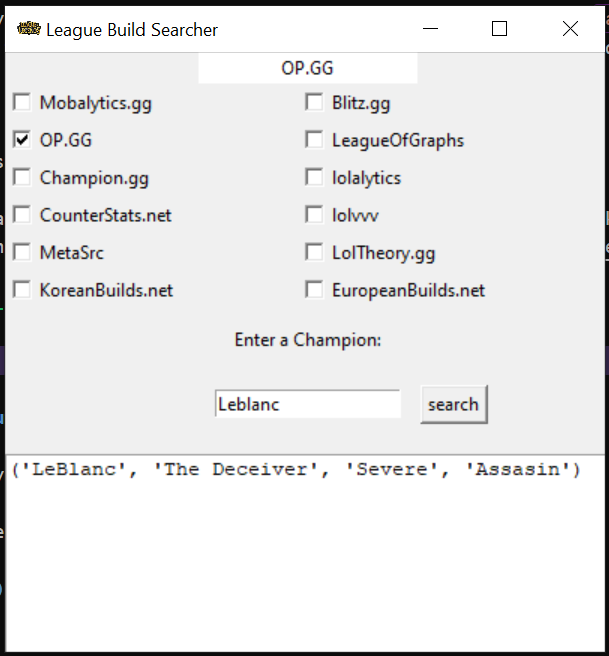 League Build Searcher
OP.GG
Mobalytics.gg
Blitz.gg
OP.GG
LeagueOfGraphs
Champion.gg
lolalytics
CounterStats.net
lolvvv
MetaSrc
LolTheory.gg
KoreanBuilds.net
EuropeanBuilds.net
Enter a Champion:
Leblanc
search
('LeBlanc', 'The Deceiver', 'Severe', 'Assasin')